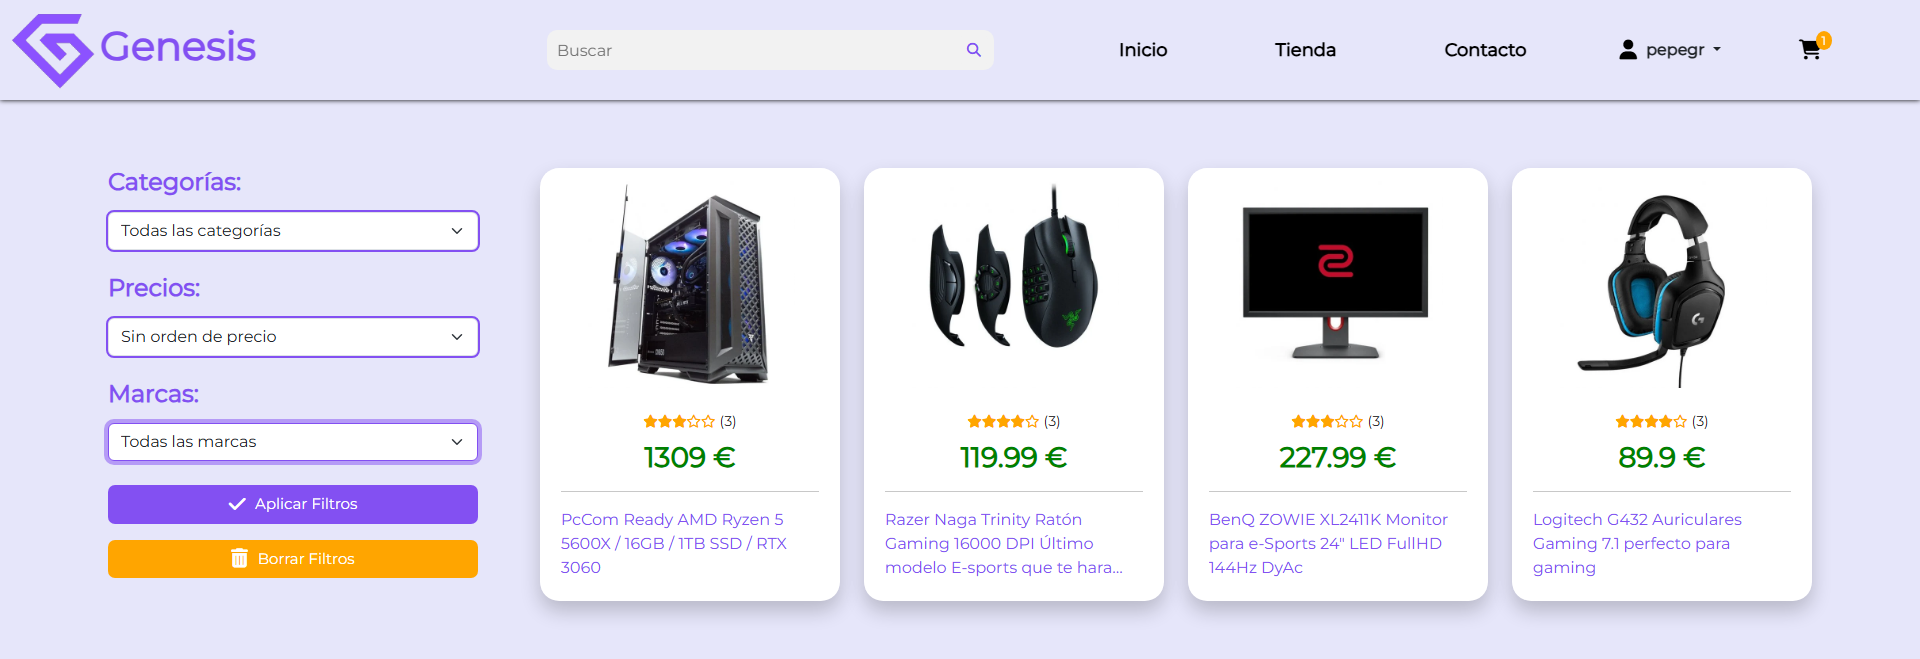 Genesis
Buscar
Inicio
Tienda
Contacto
pepegr
1
Categorías:
Todas las categorías
Precios:
Sin orden de precio
Marcas:
Todas las marcas
Aplicar Filtros
Borrar Filtros
(3)
1309 €
PcCom Ready AMD Ryzen 5
5600X / 16GB / 1TB SSD / RTX
3060
(3)
119.99 €
Razer Naga Trinity Ratón
Gaming 16000 DPI Último
modelo E-sports que te hara...
(3)
227.99 €
BenQ ZOWIE XL2411K Monitor
para e-Sports 24" LED FullHD
144Hz DyAc
(3)
89.9 €
Logitech G432 Auriculares
Gaming 7.1 perfecto para
gaming